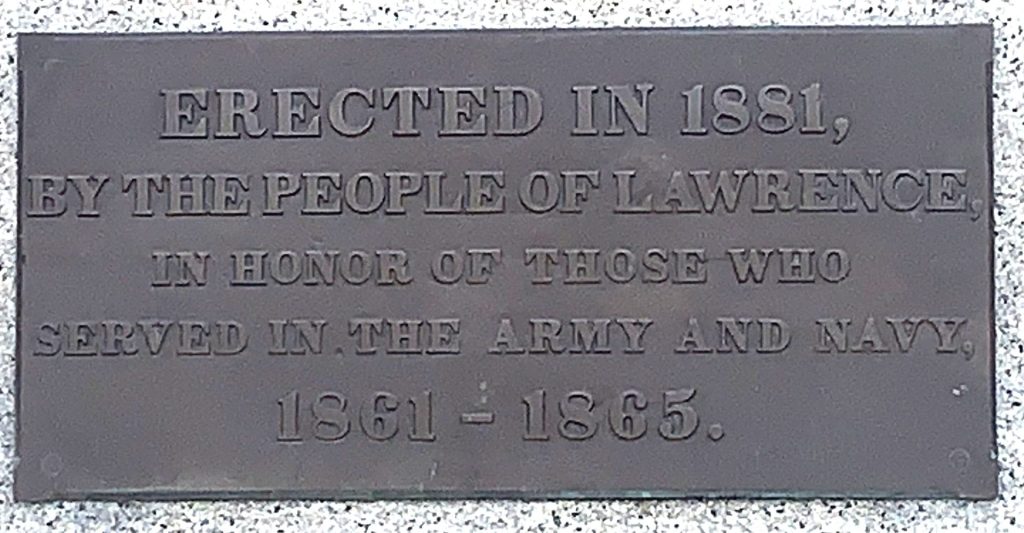 ERECTED IN 1881,
BY THE PEOPLE OF LAWRENCE,
IN HONOR OF THOSE WHO
SERVED IN THE ARMY AND NAVY,
1861 - 1865.